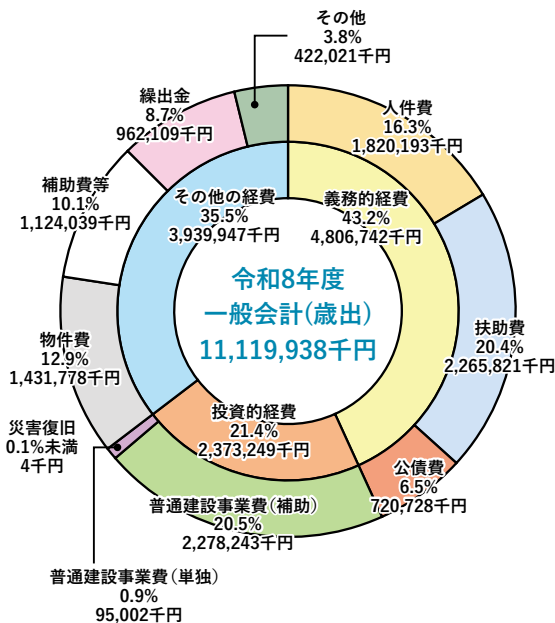 その他
3.8%
422,021千円
繰出金
8.7%
962,109千円
人件費
16.3%
1,820,193千円
補助費等
10.1%
1,124,039千円
その他の経費
35.5%
3,939,947千円
義務的経費
43.2%
4,806,742千円
令和8年度
一般会計(歳出)
11,119,938千円
扶助費
20.4%
2,265,821千円
物件費
12.9%
1,431,778千円
投資的経費
21.4%
2,373,249千円
災害復旧
0.1%未満
4千円
公債費
6.5%
720,728千円
普通建設事業費(補助)
20.5%
2,278,243千円
普通建設事業費(単独)
0.9%
95,002千円